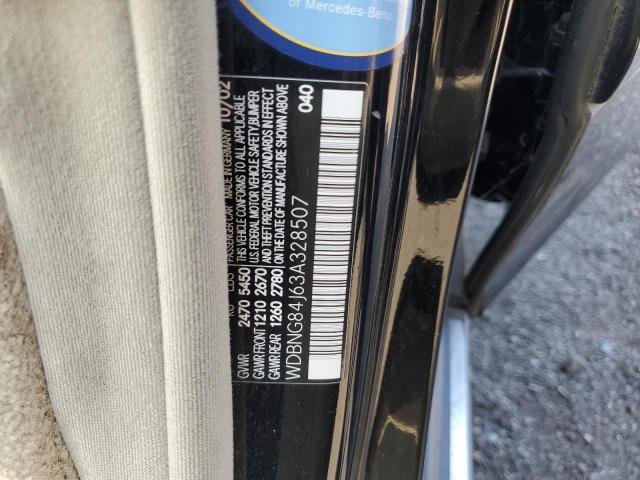 of Mercedes-Benz
PASSENGER CAR MADE IN GERMANY 10/02
THIS VEHICLE CONFORMS TO ALL APPLICABLE
U.S. FEDERAL MOTOR VEHICLE SAFETY, BUMPER
AND THEFT PREVENTION STANDARDS IN EFFECT
ON THE DATE OF MANUFACTURE SHOWN ABOVE
KG LBS
GVWR 2470 5450
GAWR FRONT 1210 2670
GAWR REAR 1260 2780
WDBNG84J63A328507
040